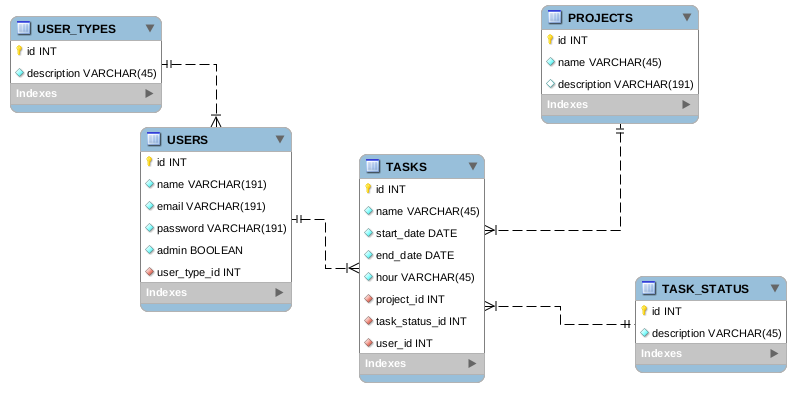 USER_TYPES
id INT
description VARCHAR(45)
Indexes
USERS
id INT
name VARCHAR(191)
email VARCHAR(191)
password VARCHAR(191)
admin BOOLEAN
user_type_id INT
Indexes
TASKS
id INT
name VARCHAR(45)
start_date DATE
end_date DATE
hour VARCHAR(45)
project_id INT
task_status_id INT
user_id INT
Indexes
PROJECTS
id INT
name VARCHAR(45)
description VARCHAR(191)
Indexes
TASK_STATUS
id INT
description VARCHAR(45)
Indexes